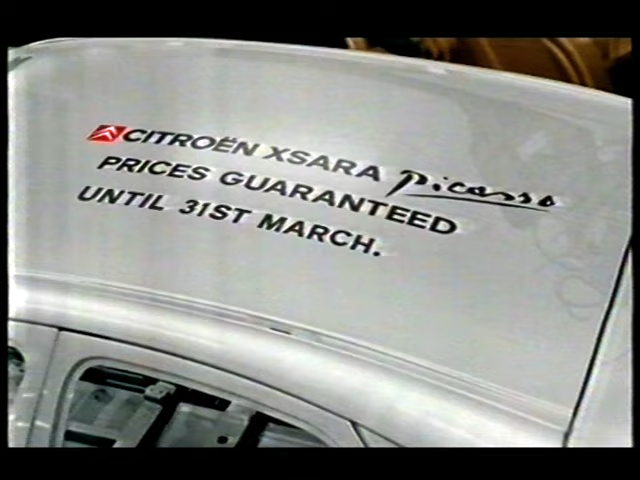 CITROËN XSARA Picasso
PRICES GUARANTEED
UNTIL 31ST MARCH.